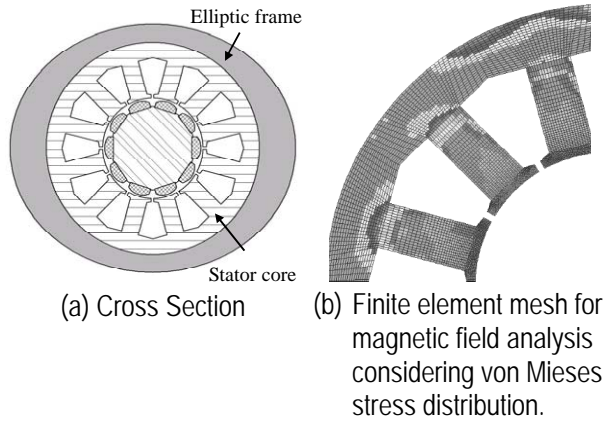 Elliptic frame
Stator core
(a) Cross Section
(b) Finite element mesh for
magnetic field analysis
considering von Mieses
stress distribution.